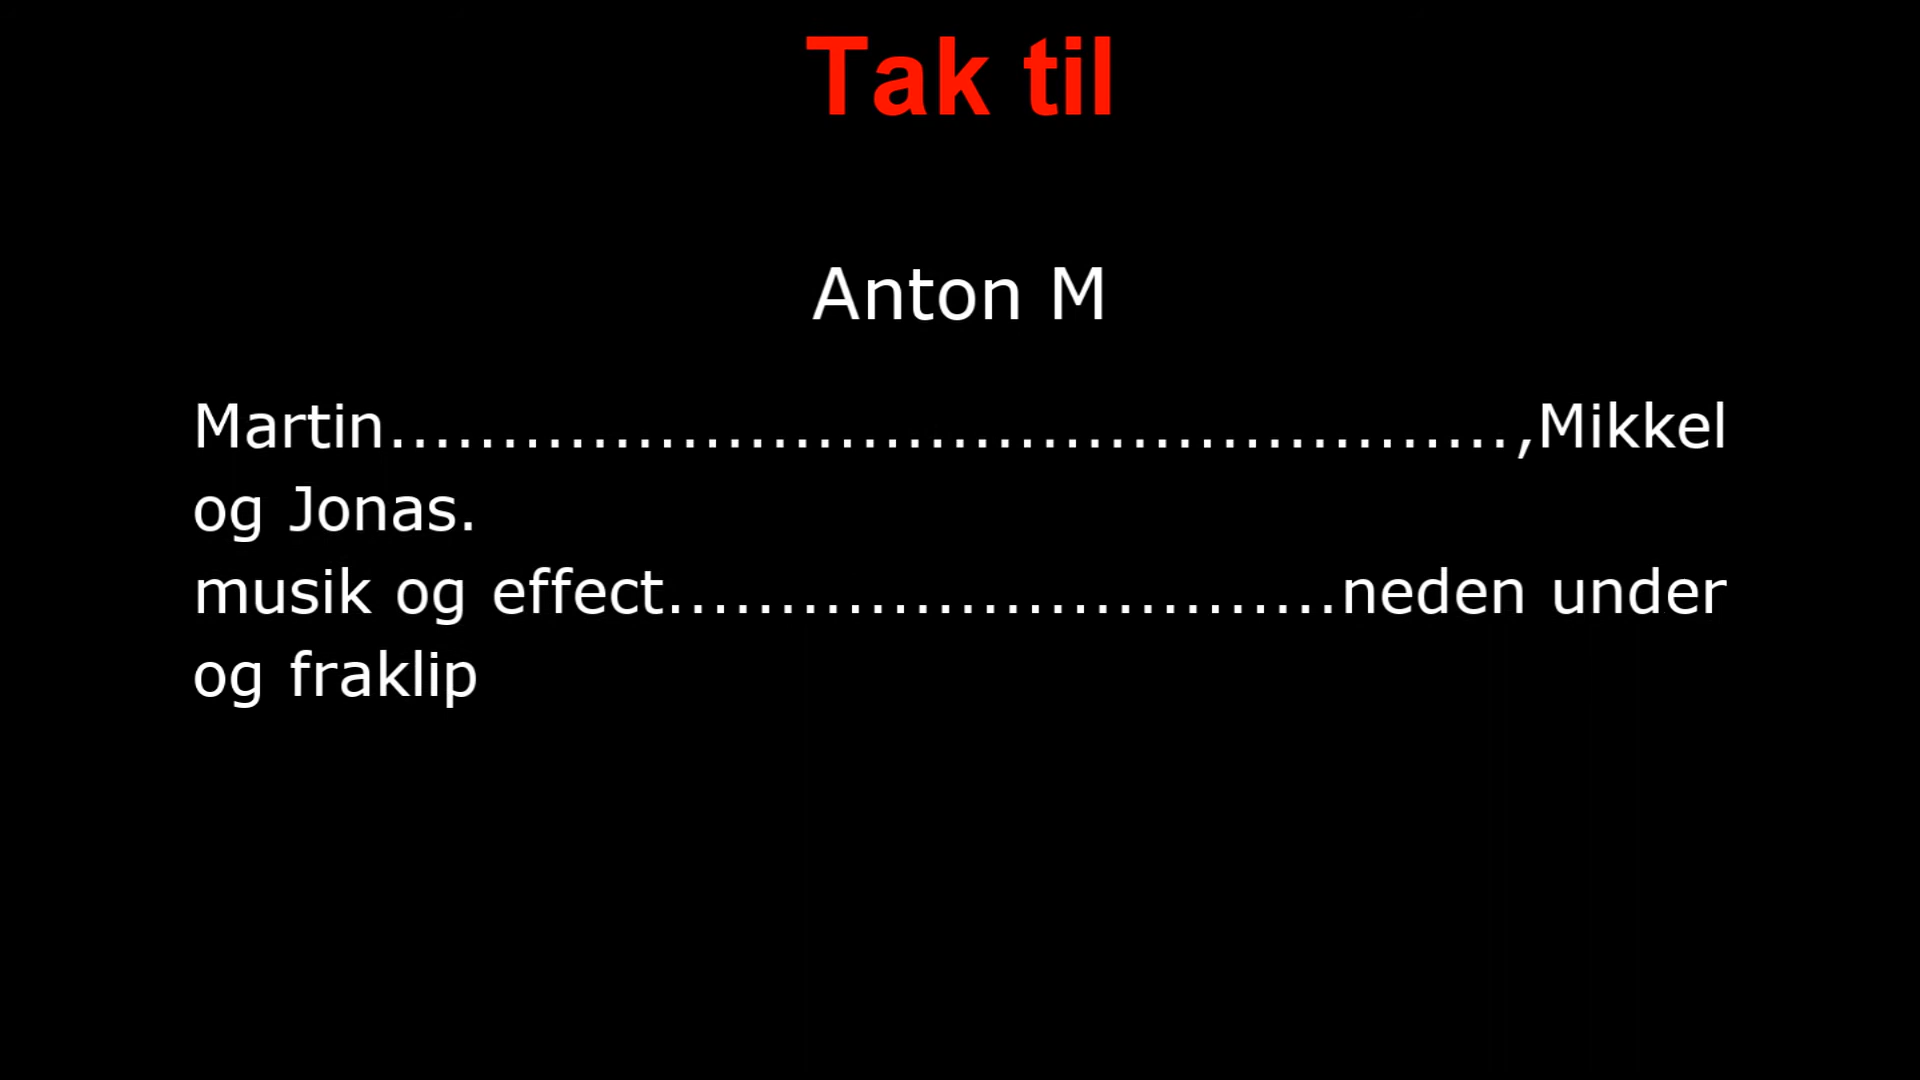 Tak til
Anton M
Martin...................................................,Mikkel
og Jonas.
musik og effect..............................neden under
og fraklip